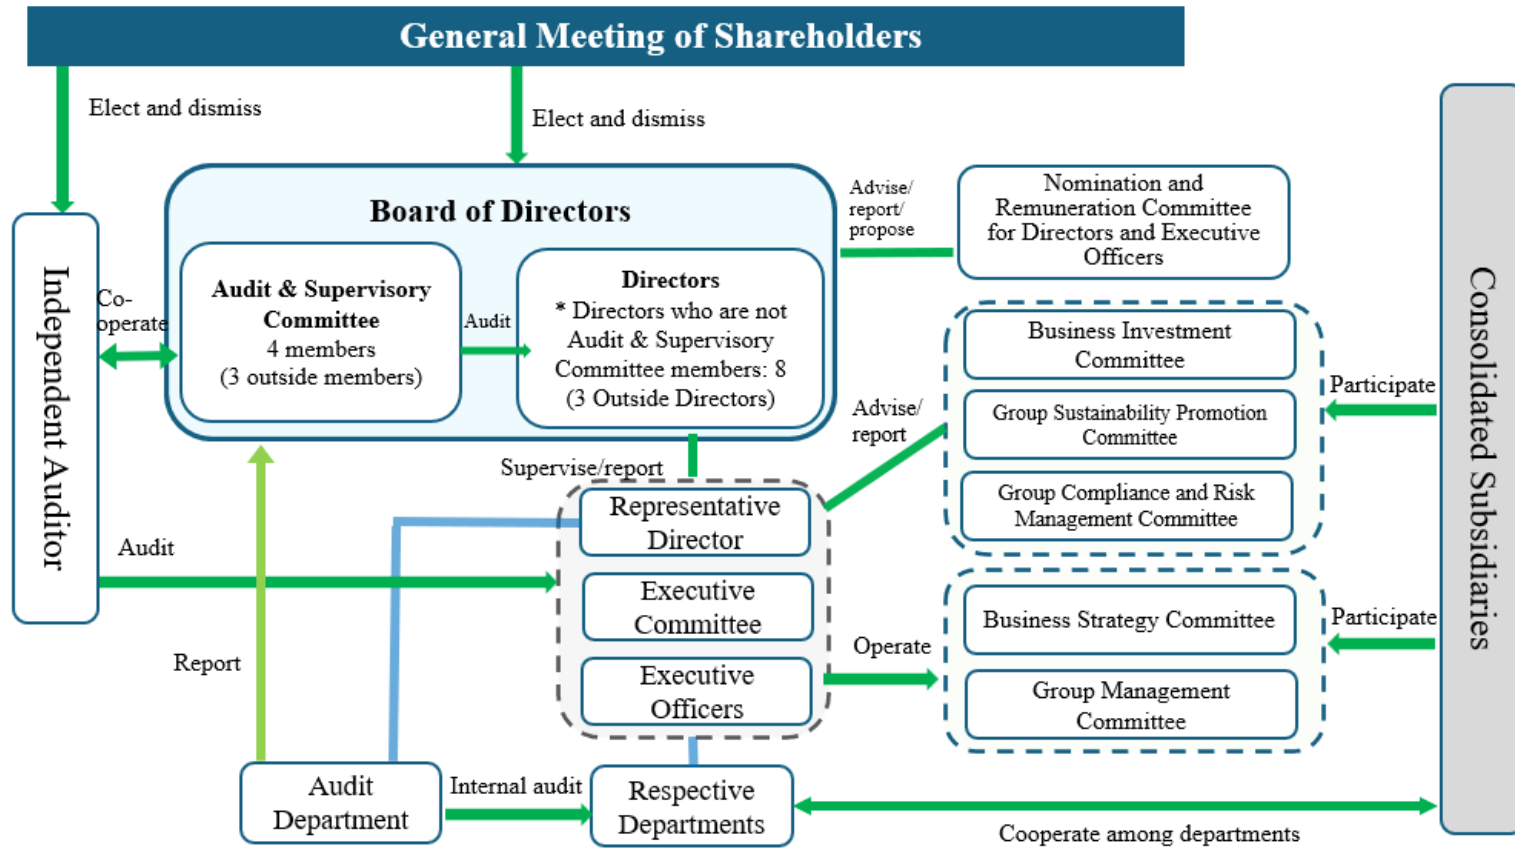 General Meeting of Shareholders
Elect and dismiss
Elect and dismiss
Independent Auditor
Board of Directors
Audit & Supervisory
Committee
4 members
(3 outside members)
Co-
operate
Audit
Directors
* Directors who are not
Audit & Supervisory
Committee members: 8
(3 Outside Directors)
Advise/
report/
propose
Nomination and
Remuneration Committee
for Directors and Executive
Officers
Business Investment
Committee
Group Sustainability Promotion
Committee
Group Compliance and Risk
Management Committee
Participate
Advise/
report
Supervise/report
Representative
Director
Executive
Committee
Executive
Officers
Audit
Report
Operate
Business Strategy Committee
Group Management
Committee
Participate
Consolidated Subsidiaries
Audit
Department
Internal audit
Respective
Departments
Cooperate among departments